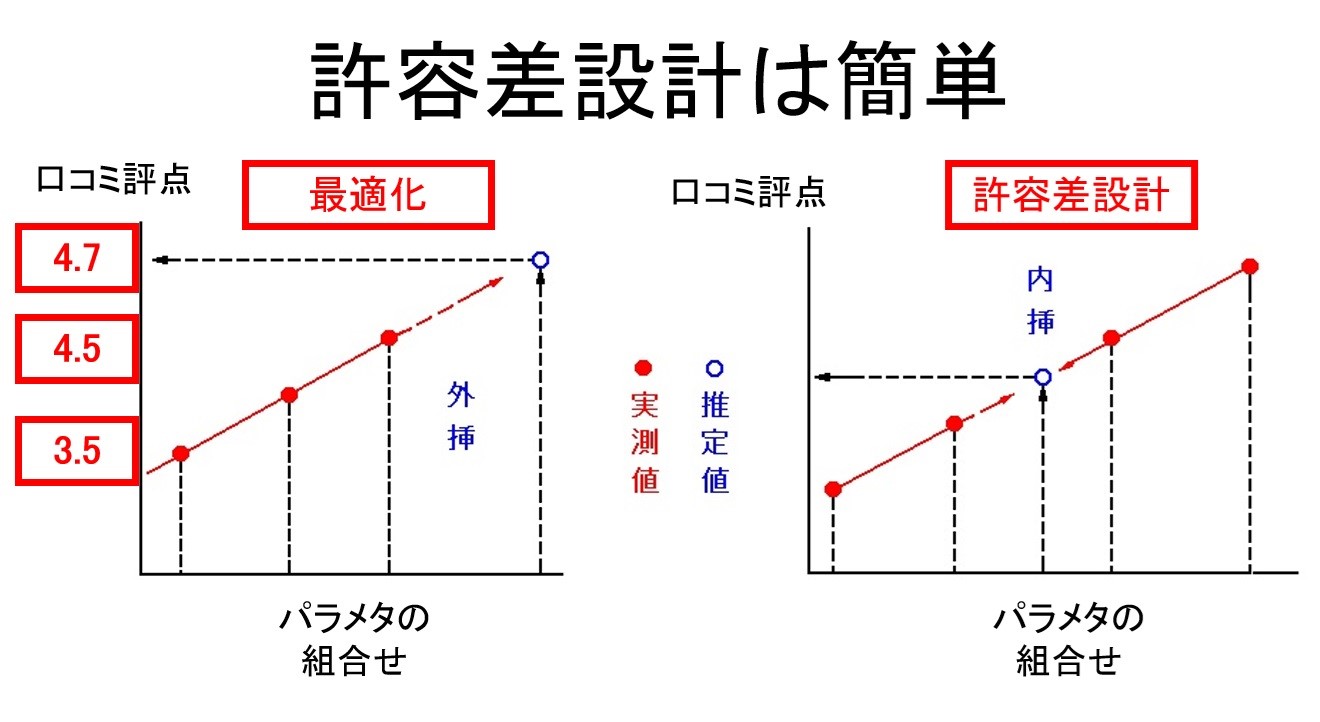 許容差設計は簡単
口コミ評点
最適化
4.7
4.5
3.5
外挿
パラメタの
組合せ
実測値
推定値
口コミ評点
許容差設計
内挿
パラメタの
組合せ